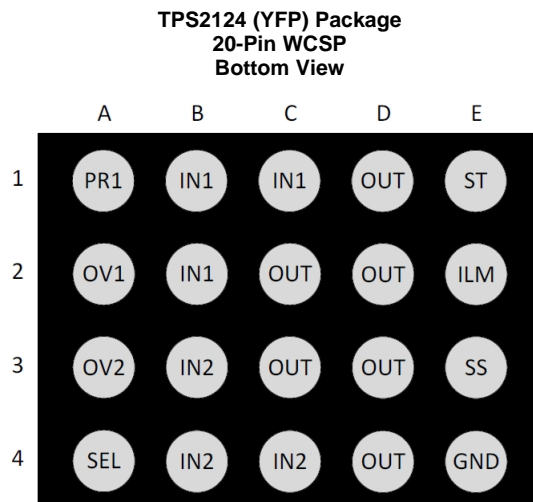 TPS2124 (YFP) Package
20-Pin WCSP
Bottom View
A B C D E
1 PR1 IN1 IN1 OUT ST
2 OV1 IN1 OUT OUT ILM
3 OV2 IN2 OUT OUT SS
4 SEL IN2 IN2 OUT GND